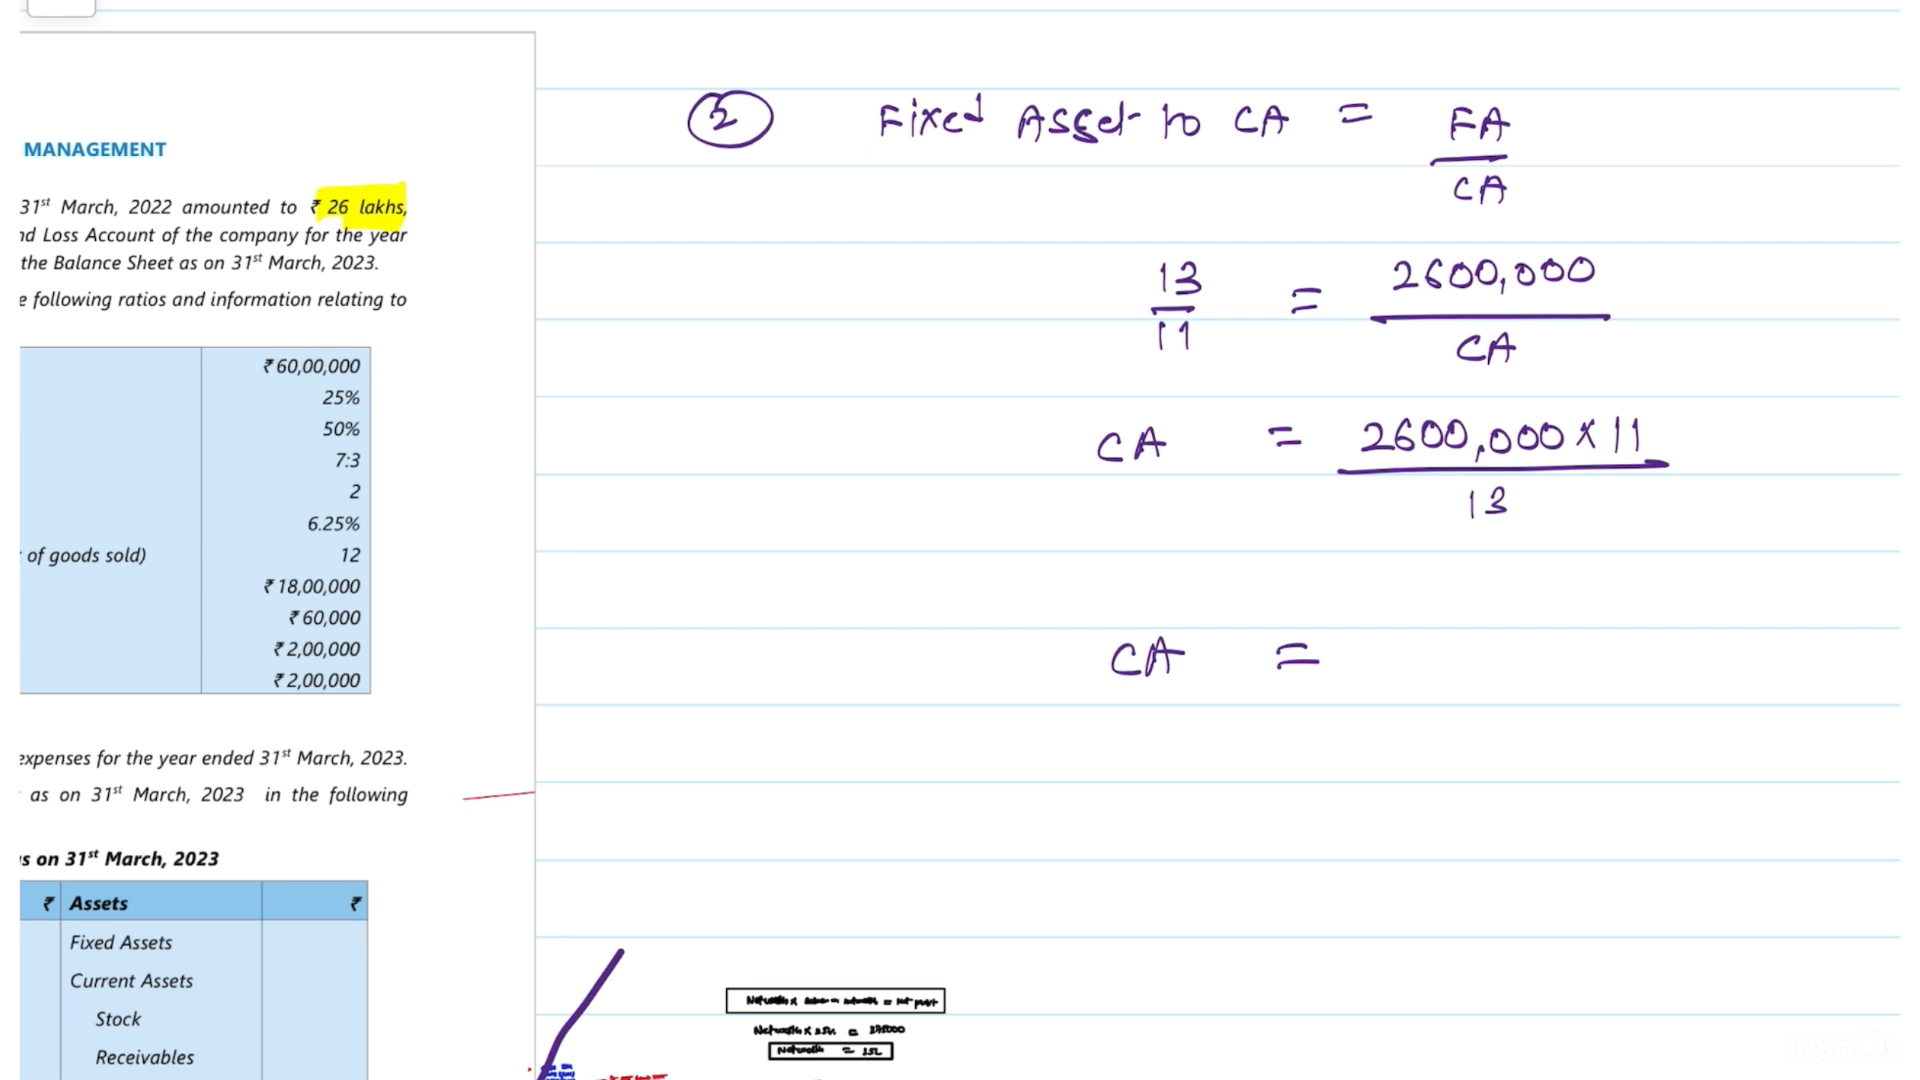 MANAGEMENT
31st March, 2022 amounted to ₹ 26 lakhs,
nd Loss Account of the company for the year
the Balance Sheet as on 31st March, 2023.
e following ratios and information relating to
₹ 60,00,000
25%
50%
7:3
2
6.25%
of goods sold) 12
₹ 18,00,000
₹ 60,000
₹ 2,00,000
₹ 2,00,000
expenses for the year ended 31st March, 2023.
as on 31st March, 2023 in the following
s on 31st March, 2023
₹ Assets ₹
Fixed Assets
Current Assets
Stock
Receivables
2 Fixed Asset to CA = FA
CA
13 = 2600,000
11 CA
CA = 2600,000 x 11
13
CA =
Networth x 25% = 375000
Networth = 15L